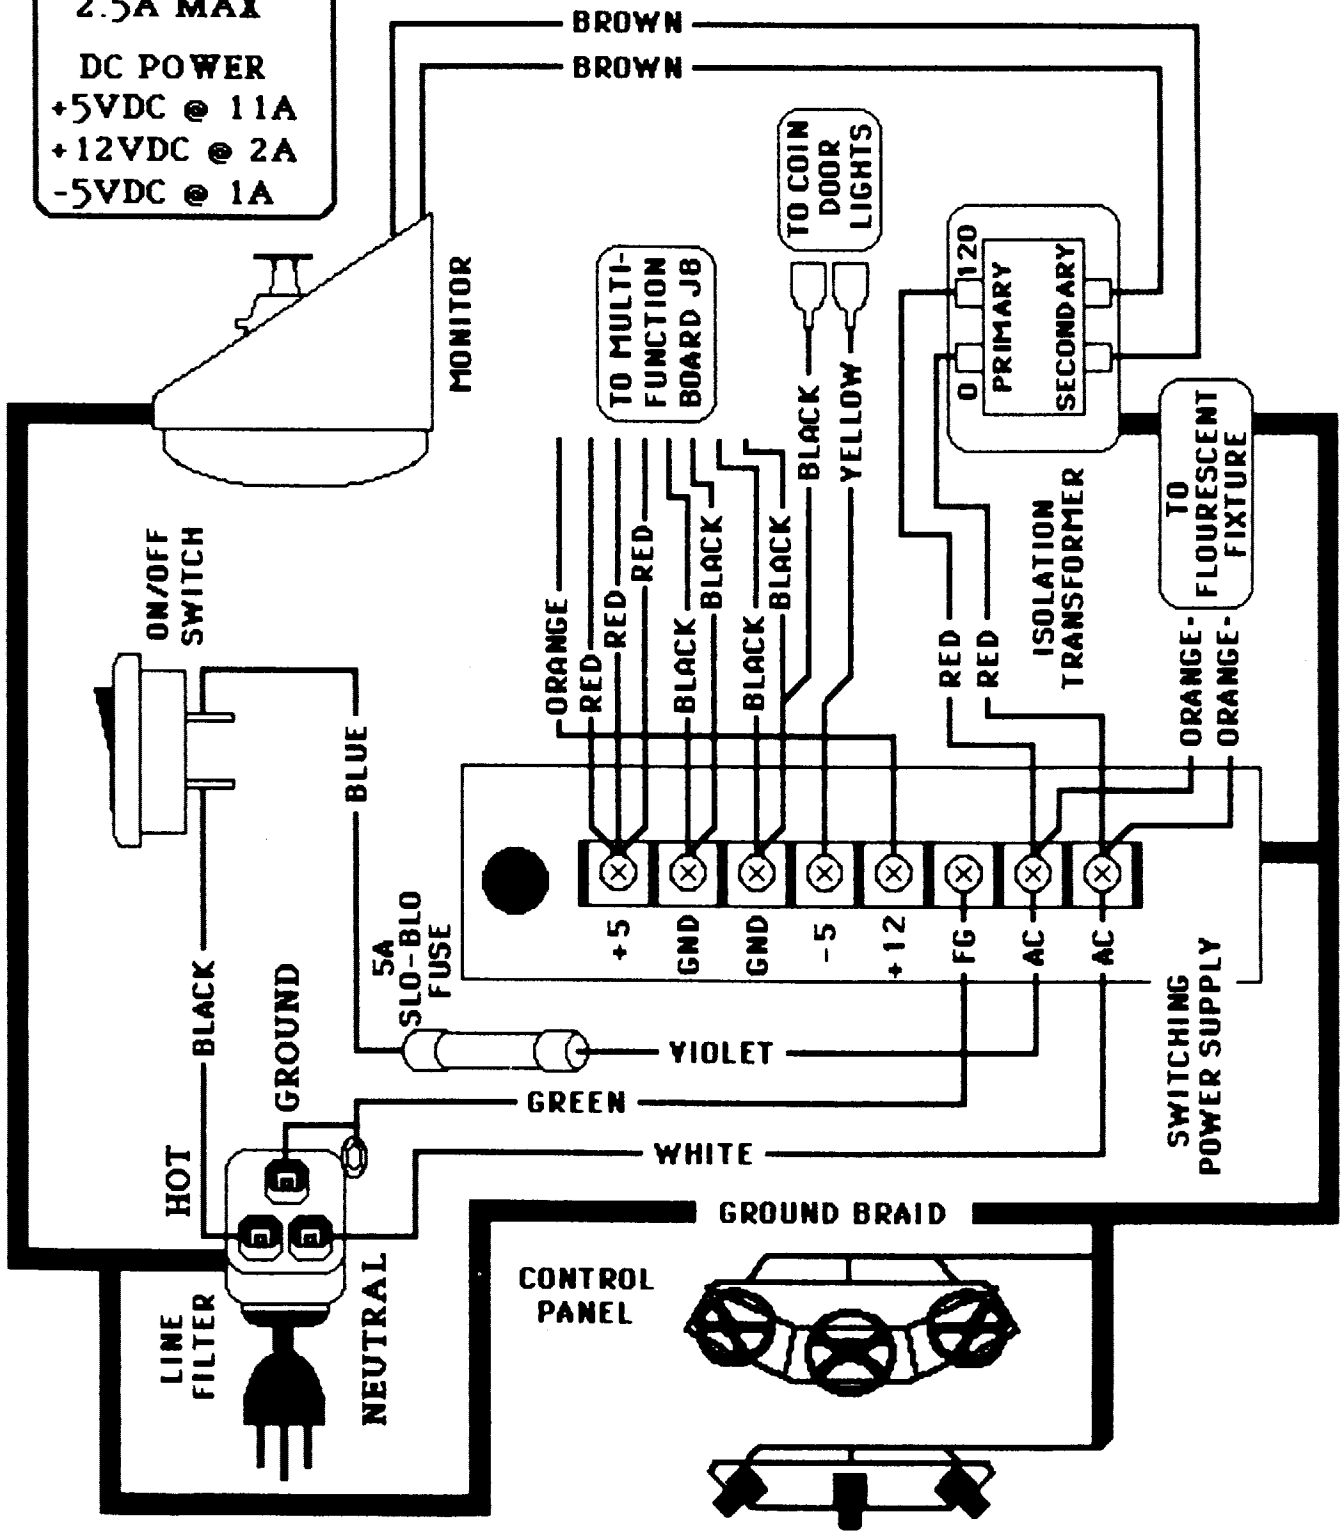 2.5A MAX
DC POWER
+5VDC @ 11A
+12VDC @ 2A
-5VDC @ 1A
BROWN
BROWN
TO COIN
DOOR
LIGHTS
MONITOR
TO MULTI-
FUNCTION
BOARD J8
120
0
PRIMARY
SECONDARY
BLACK
YELLOW
ISOLATION
TRANSFORMER
TO
FLOURESCENT
FIXTURE
ON/OFF
SWITCH
ORANGE
RED
RED
RED
BLACK
BLACK
BLACK
BLACK
RED
RED
ORANGE-
ORANGE-
BLUE
BLACK
5A
SLO-BLO
FUSE
+5
GND
GND
-5
+12
FG
AC
AC
SWITCHING
POWER SUPPLY
VIOLET
GREEN
WHITE
GROUND
HOT
NEUTRAL
LINE
FILTER
GROUND BRAID
CONTROL
PANEL